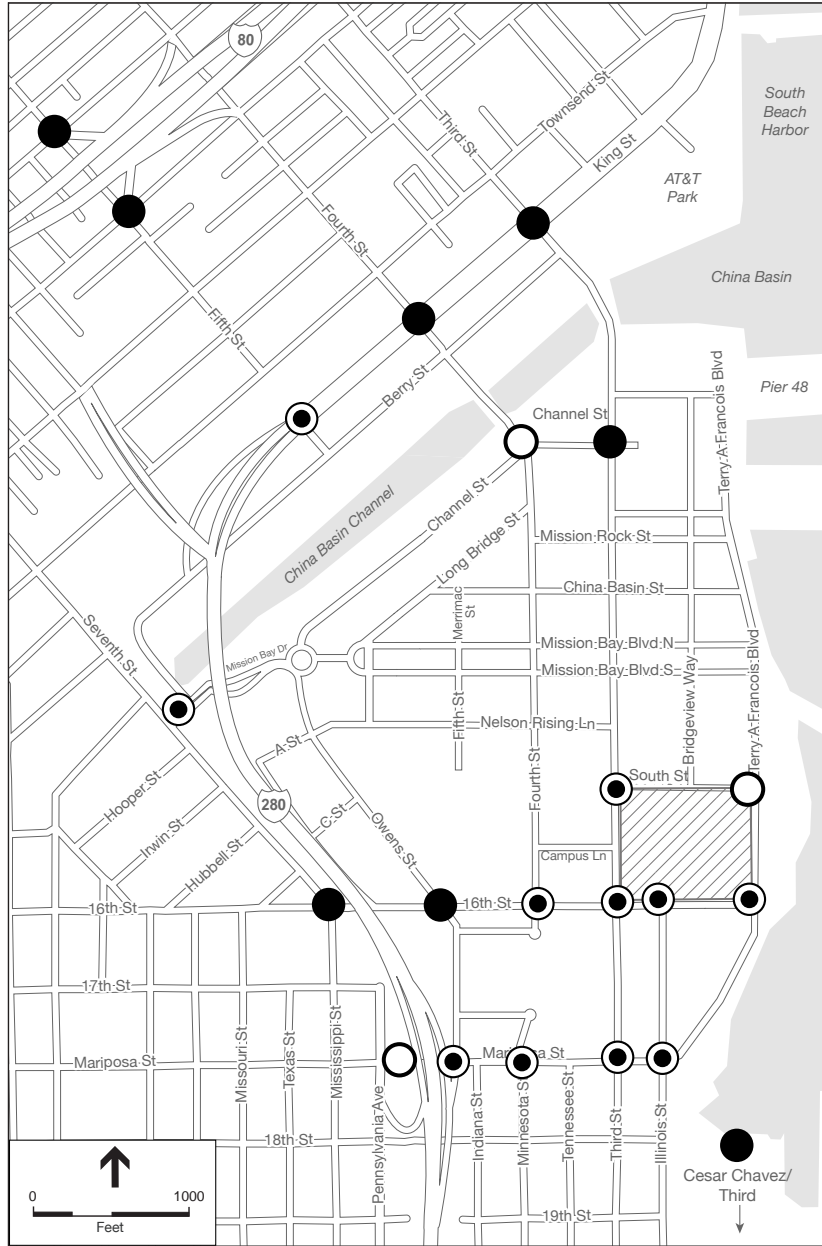 80
South
Beach
Harbor
Townsend St
Third St
King St
AT&T
Park
Fourth St
China Basin
Fifth St
Berry St
Terry A Francois Blvd
Pier 48
Channel St
Channel St
China Basin Channel
Long Bridge St
Mission Rock St
China Basin St
Merrimac
St
Seventh St
Mission Bay Dr
Mission Bay Blvd N
Mission Bay Blvd S
Bridgeview Way
Terry A Francois Blvd
Fifth St
Nelson Rising Ln
A St
Fourth St
South St
Hooper St
280
C St
Owens St
Irwin St
Hubbell St
Campus Ln
16th St
16th St
17th St
Mariposa St
Missouri St
Texas St
Mississippi St
Pennsylvania Ave
Mariposa St
Indiana St
Minnesota St
Tennessee St
Third St
Illinois St
18th St
Cesar Chavez/
Third
19th St
0
1000
Feet